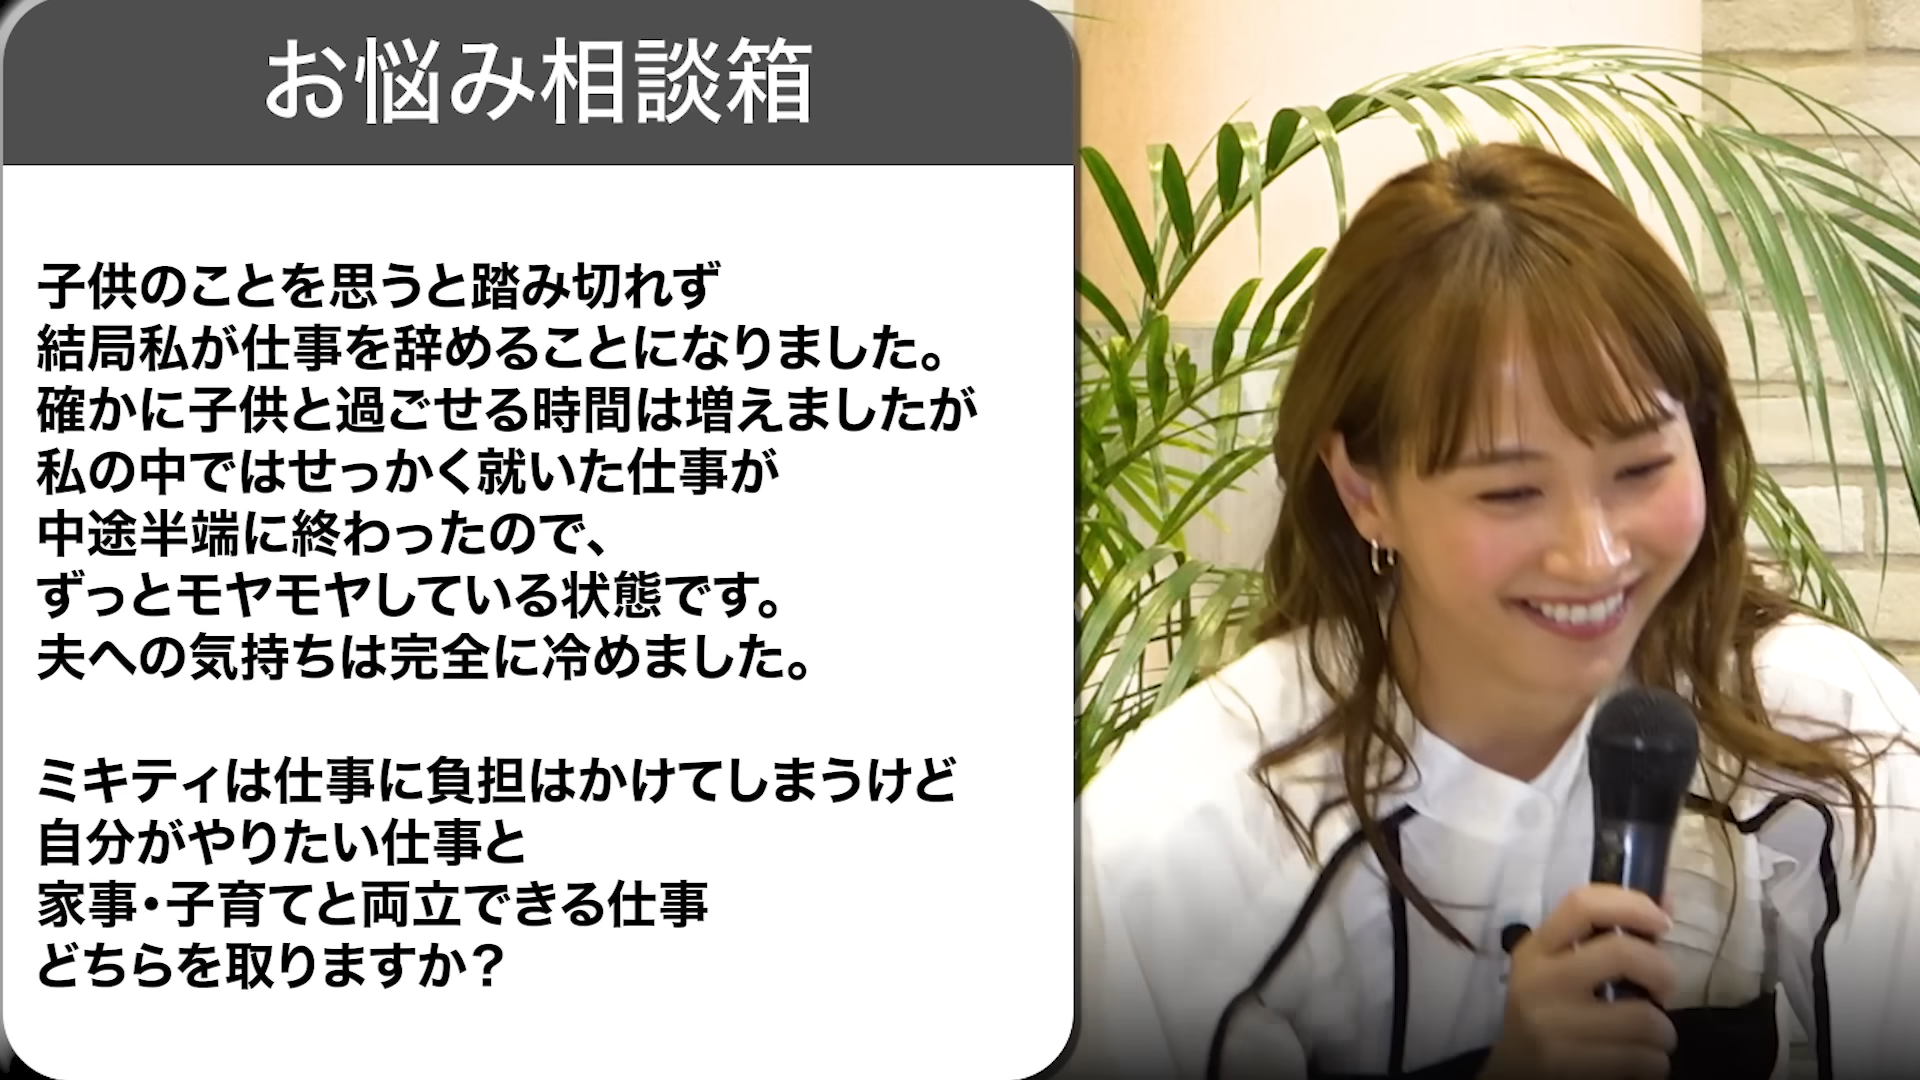 お悩み相談箱
子供のことを思うと踏み切れず
結局私が仕事を辞めることになりました。
確かに子供と過ごせる時間は増えましたが
私の中ではせっかく就いた仕事が
中途半端に終わったので、
ずっとモヤモヤしている状態です。
夫への気持ちは完全に冷めました。
ミキティは仕事に負担はかけてしまうけど
自分がやりたい仕事と
家事・子育てと両立できる仕事
どちらを取りますか？